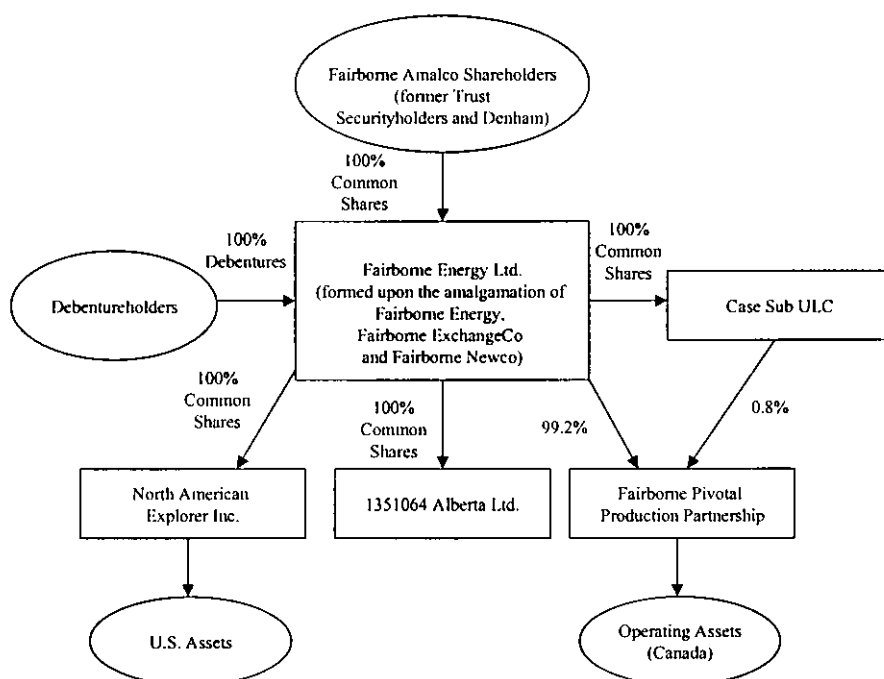 Fairborne Amalco Shareholders
(former Trust
Securityholders and Denham)
100%
Common
Shares
100%
Debentures
100%
Common
Shares
Debentureholders
Fairborne Energy Ltd.
(formed upon the amalgamation of
Fairborne Energy,
Fairborne ExchangeCo
and Fairborne Newco)
Case Sub ULC
100%
Common
Shares
100%
Common
Shares
99.2%
0.8%
North American
Explorer Inc.
1351064 Alberta Ltd.
Fairborne Pivotal
Production Partnership
U.S. Assets
Operating Assets
(Canada)